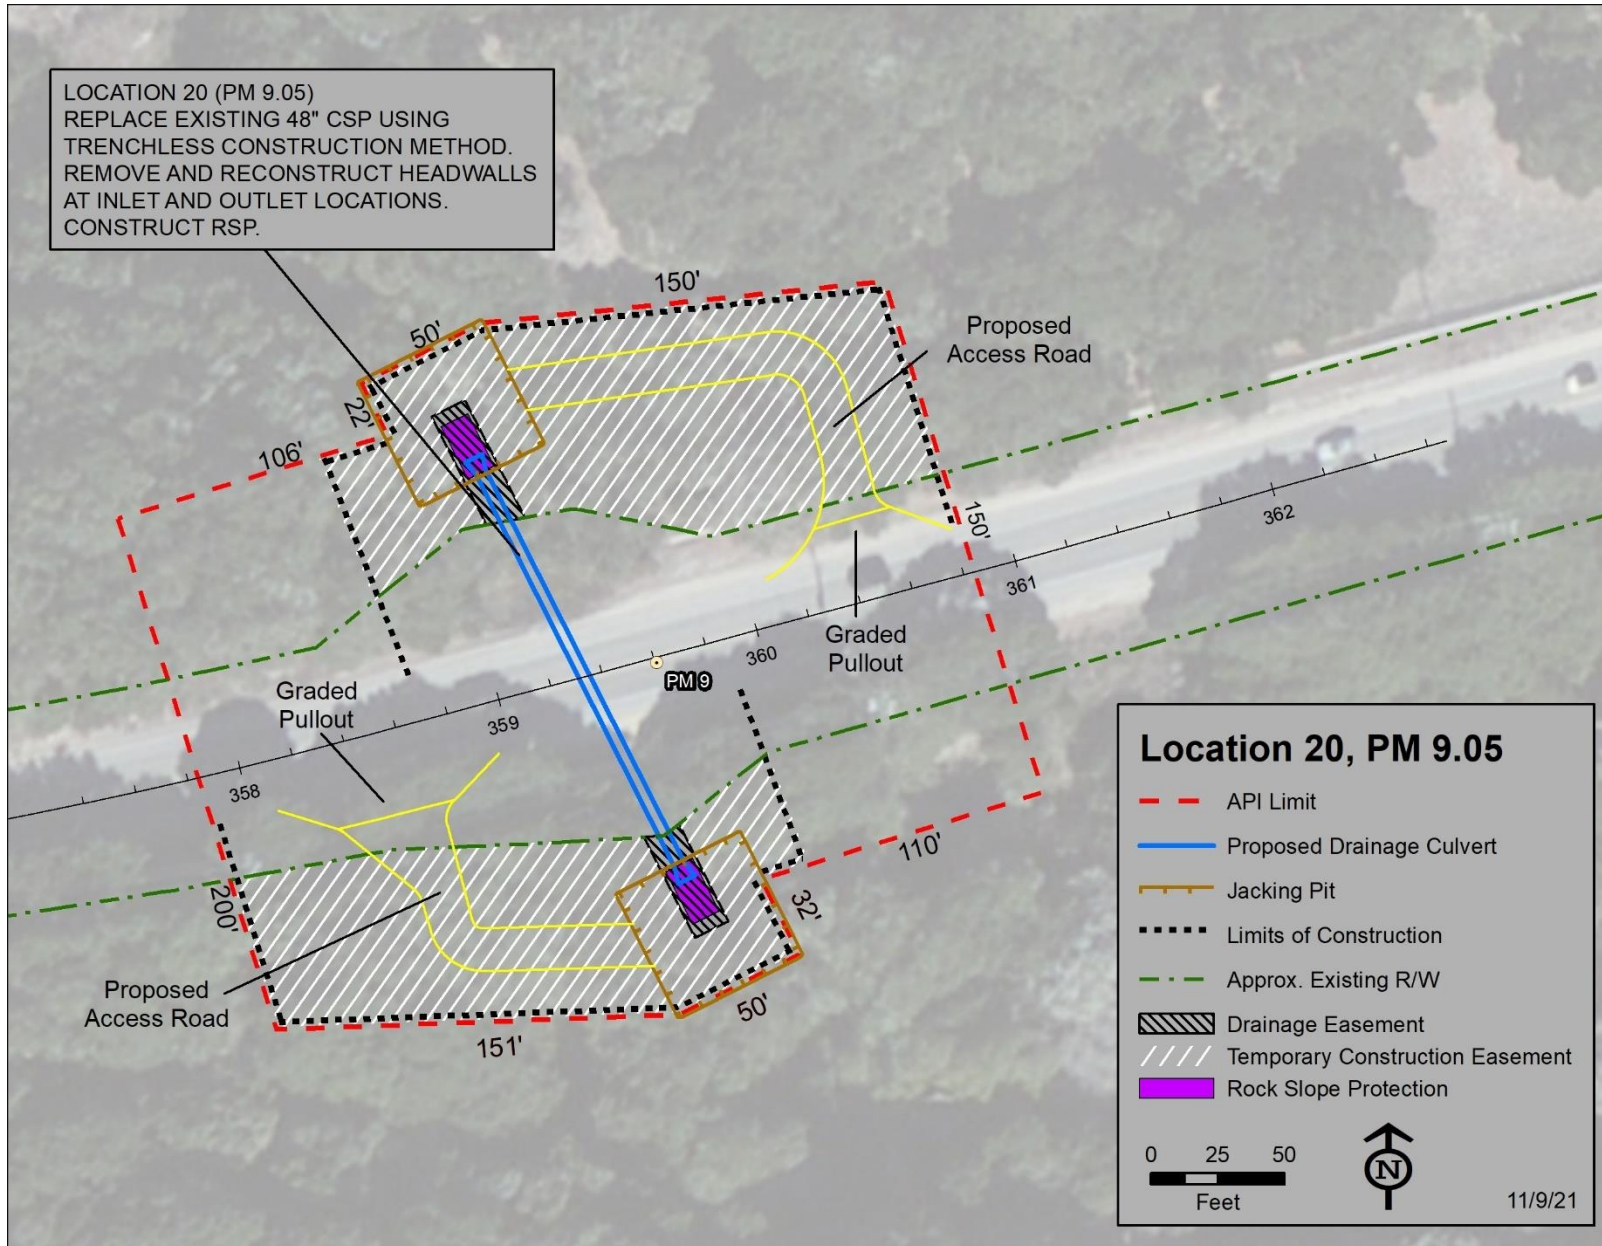 LOCATION 20 (PM 9.05)
REPLACE EXISTING 48" CSP USING
TRENCHLESS CONSTRUCTION METHOD.
REMOVE AND RECONSTRUCT HEADWALLS
AT INLET AND OUTLET LOCATIONS.
CONSTRUCT RSP.
150'
50'
Proposed
Access Road
22'
106'
150'
362
361
Graded
Pullout
360
PM 9
Graded
Pullout
359
358
110'
32'
200'
Proposed
Access Road
50'
151'
Location 20, PM 9.05
API Limit
Proposed Drainage Culvert
Jacking Pit
Limits of Construction
Approx. Existing R/W
Drainage Easement
Temporary Construction Easement
Rock Slope Protection
0 25 50
Feet
N
11/9/21